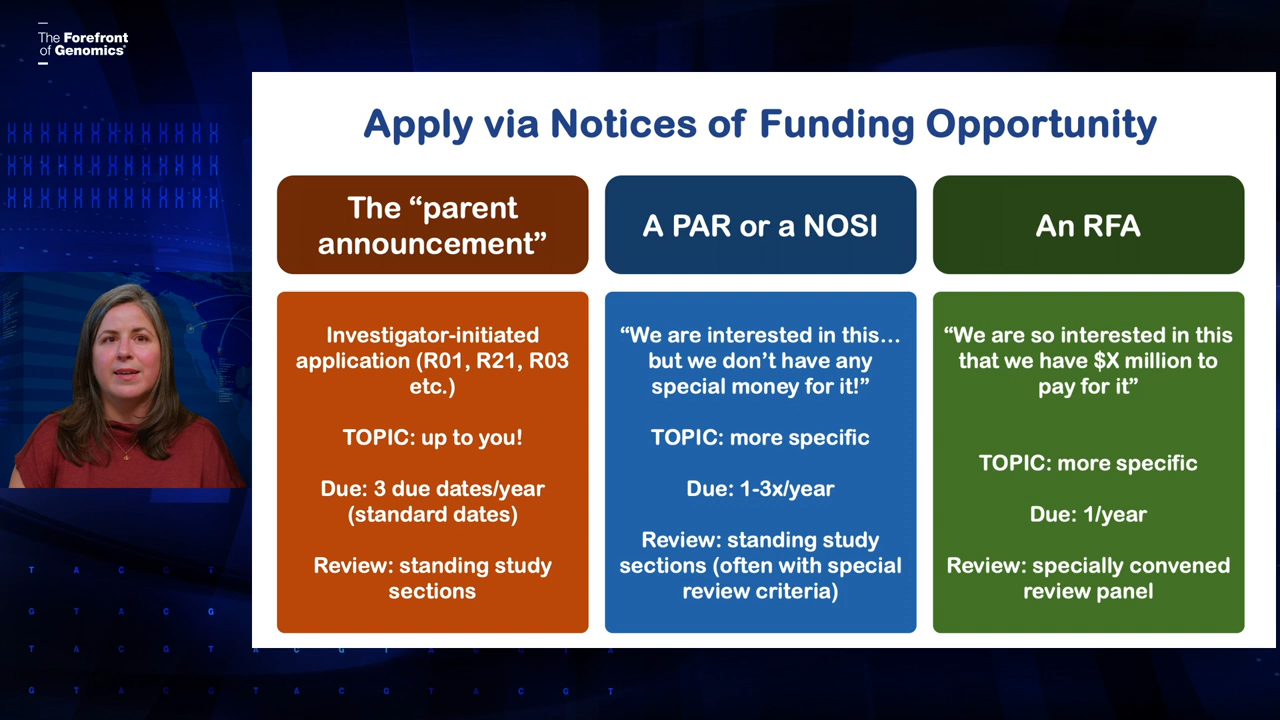 The Forefront
of Genomics®
Apply via Notices of Funding Opportunity
The “parent
announcement”
Investigator-initiated
application (R01, R21, R03
etc.)
TOPIC: up to you!
Due: 3 due dates/year
(standard dates)
Review: standing study
sections
A PAR or a NOSI
“We are interested in this…
but we don’t have any
special money for it!”
TOPIC: more specific
Due: 1-3x/year
Review: standing study
sections (often with special
review criteria)
An RFA
“We are so interested in this
that we have $X million to
pay for it”
TOPIC: more specific
Due: 1/year
Review: specially convened
review panel
T A C G T
G T A C G
T A C G T A C G T A
G T A C G T A C G T A C G T